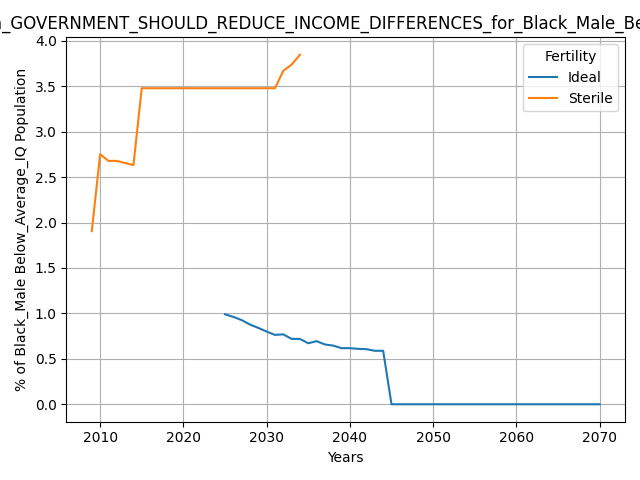 _GOVERNMENT_SHOULD_REDUCE_INCOME_DIFFERENCES_for_Black_Male_Be
4.0
3.5
3.0
2.5
2.0
1.5
1.0
0.5
0.0
% of Black_Male Below_Average_IQ Population
Fertility
Ideal
Sterile
2010 2020 2030 2040 2050 2060 2070
Years